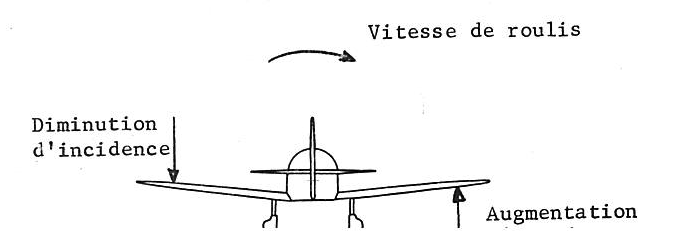 Vitesse de roulis
Diminution
d'incidence
Augmentation